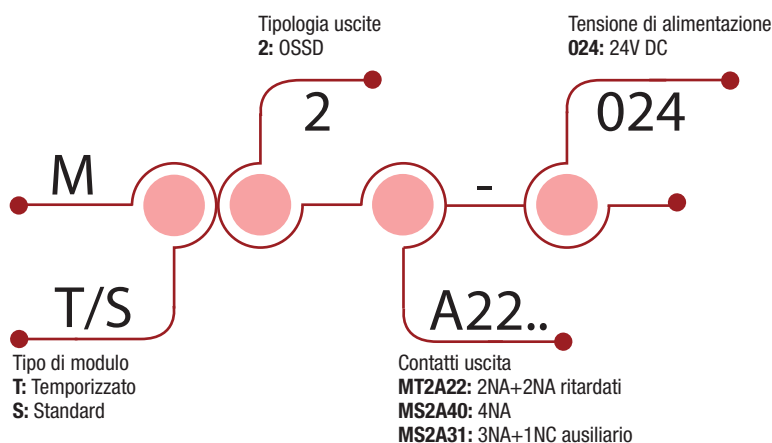 Tipologia uscite
2: OSSD
Tensione di alimentazione
024: 24V DC
2
024
M
-
T/S
A22..
Tipo di modulo
T: Temporizzato
S: Standard
Contatti uscita
MT2A22: 2NA+2NA ritardati
MS2A40: 4NA
MS2A31: 3NA+1NC ausiliario